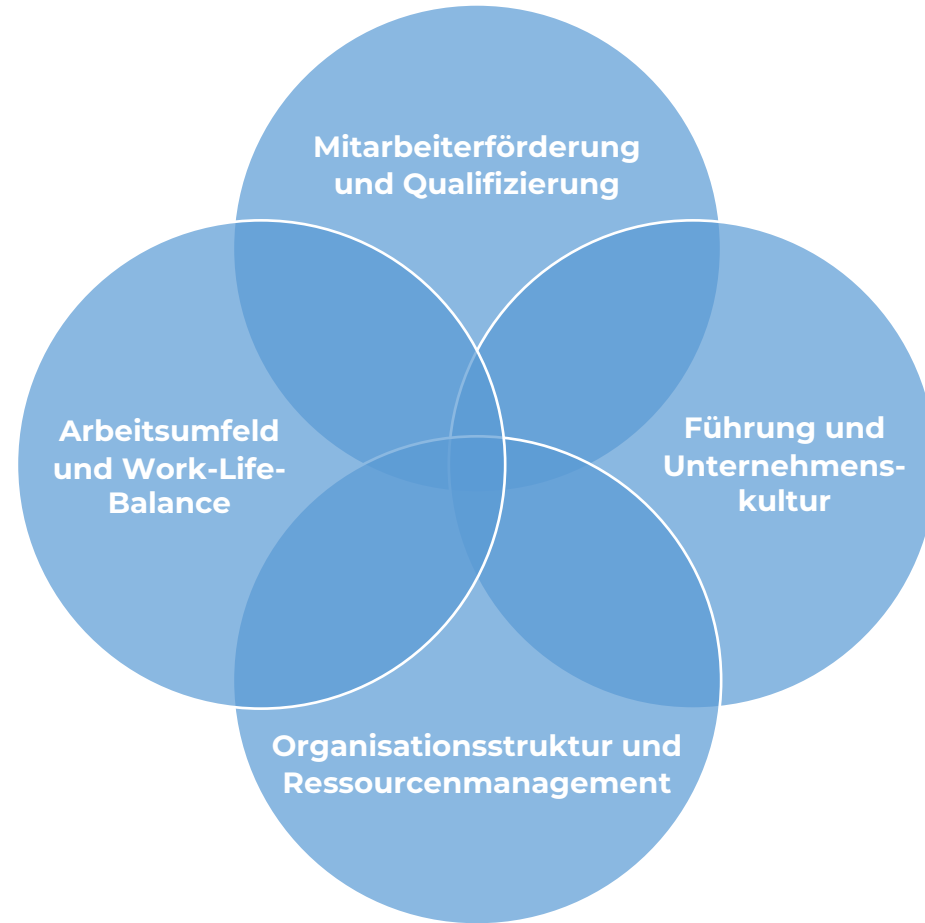 Mitarbeiterförderung
und Qualifizierung
Arbeitsumfeld
und Work-Life-
Balance
Führung und
Unternehmens-
kultur
Organisationsstruktur und
Ressourcenmanagement